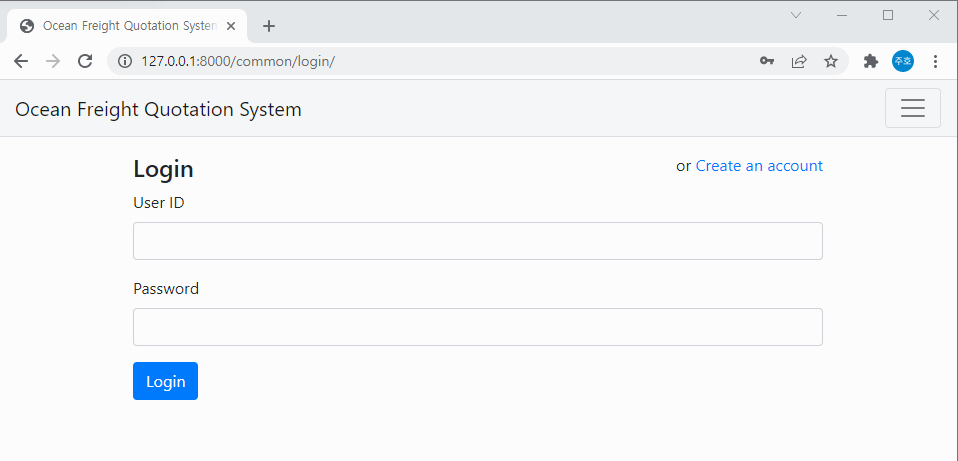 Ocean Freight Quotation System
127.0.0.1:8000/common/login/
주호
Ocean Freight Quotation System
Login
or Create an account
User ID
Password
Login